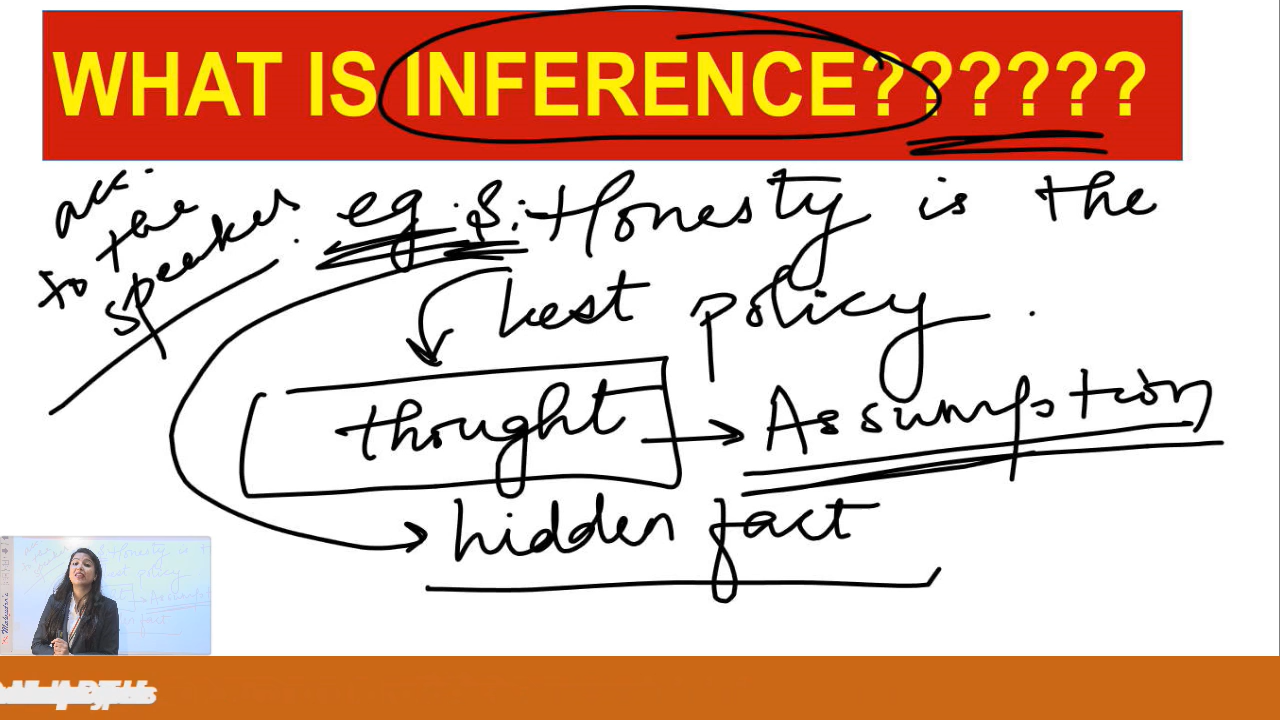 WHAT IS INFERENCE??????
acc.
to the
speaker.
eg. S:- Honesty is the
best policy.
thought → Assumption
hidden fact